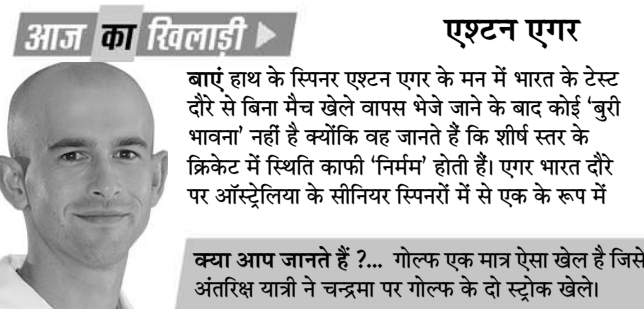 आज का खिलाड़ी
एश्टन एगर
बाएं हाथ के स्पिनर एश्टन एगर के मन में भारत के टेस्ट
दौरे से बिना मैच खेले वापस भेजे जाने के बाद कोई ‘बुरी
भावना’ नहीं है क्योंकि वह जानते हैं कि शीर्ष स्तर के
क्रिकेट में स्थिति काफी ‘निर्मम’ होती हैं। एगर भारत दौरे
पर ऑस्ट्रेलिया के सीनियर स्पिनरों में से एक के रूप में
क्या आप जानते हैं ?... गोल्फ एक मात्र ऐसा खेल है जिसे
अंतरिक्ष यात्री ने चन्द्रमा पर गोल्फ के दो स्ट्रोक खेले।